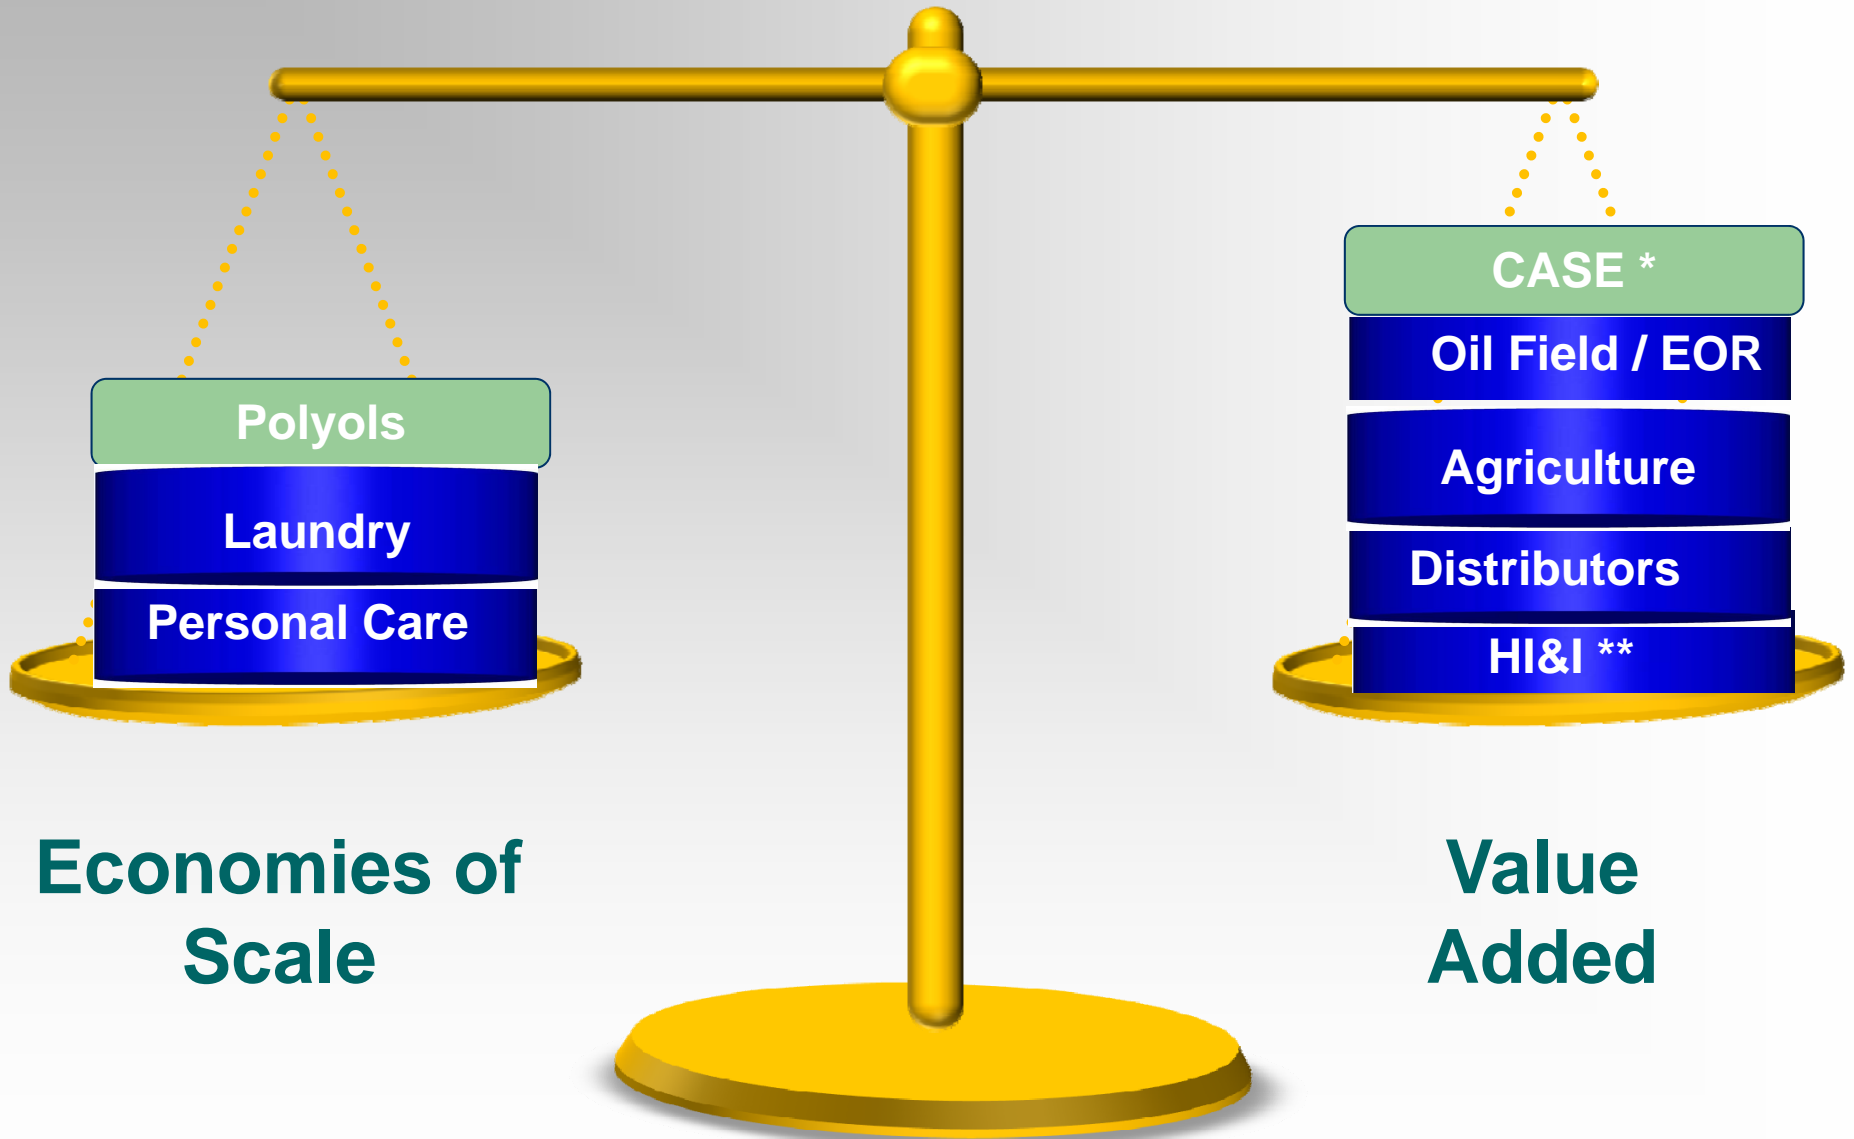 Polyols
Laundry
Personal Care
Economies of
Scale
CASE *
Oil Field / EOR
Agriculture
Distributors
HI&I **
Value
Added